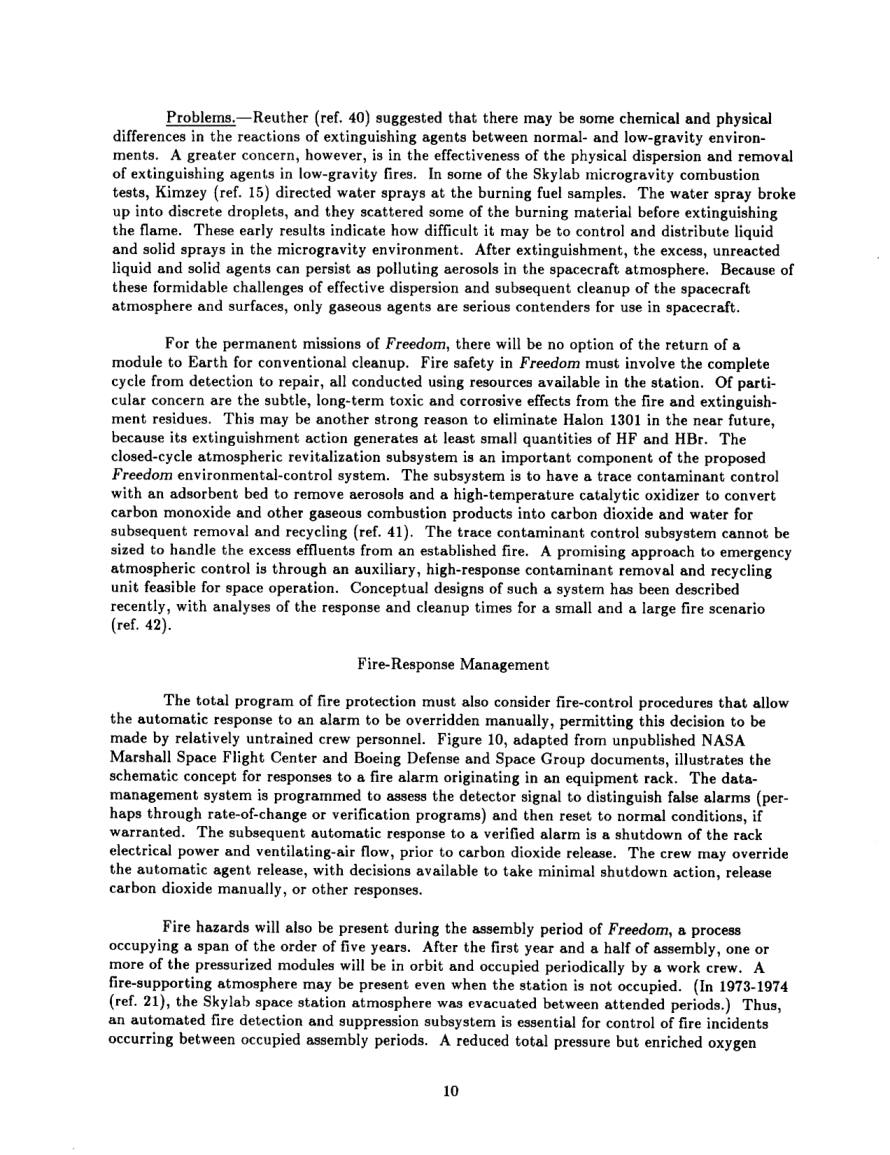 Problems.—Reuther (ref. 40) suggested that there may be some chemical and physical
differences in the reactions of extinguishing agents between normal- and low-gravity environ-
ments. A greater concern, however, is in the effectiveness of the physical dispersion and removal
of extinguishing agents in low-gravity fires. In some of the Skylab microgravity combustion
tests, Kimzey (ref. 15) directed water sprays at the burning fuel samples. The water spray broke
up into discrete droplets, and they scattered some of the burning material before extinguishing
the flame. These early results indicate how difficult it may be to control and distribute liquid
and solid sprays in the microgravity environment. After extinguishment, the excess, unreacted
liquid and solid agents can persist as polluting aerosols in the spacecraft atmosphere. Because of
these formidable challenges of effective dispersion and subsequent cleanup of the spacecraft
atmosphere and surfaces, only gaseous agents are serious contenders for use in spacecraft.
For the permanent missions of Freedom, there will be no option of the return of a
module to Earth for conventional cleanup. Fire safety in Freedom must involve the complete
cycle from detection to repair, all conducted using resources available in the station. Of parti-
cular concern are the subtle, long-term toxic and corrosive effects from the fire and extinguish-
ment residues. This may be another strong reason to eliminate Halon 1301 in the near future,
because its extinguishment action generates at least small quantities of HF and HBr. The
closed-cycle atmospheric revitalization subsystem is an important component of the proposed
Freedom environmental-control system. The subsystem is to have a trace contaminant control
with an adsorbent bed to remove aerosols and a high-temperature catalytic oxidizer to convert
carbon monoxide and other gaseous combustion products into carbon dioxide and water for
subsequent removal and recycling (ref. 41). The trace contaminant control subsystem cannot be
sized to handle the excess effluents from an established fire. A promising approach to emergency
atmospheric control is through an auxiliary, high-response contaminant removal and recycling
unit feasible for space operation. Conceptual designs of such a system has been described
recently, with analyses of the response and cleanup times for a small and a large fire scenario
(ref. 42).
Fire-Response Management
The total program of fire protection must also consider fire-control procedures that allow
the automatic response to an alarm to be overridden manually, permitting this decision to be
made by relatively untrained crew personnel. Figure 10, adapted from unpublished NASA
Marshall Space Flight Center and Boeing Defense and Space Group documents, illustrates the
schematic concept for responses to a fire alarm originating in an equipment rack. The data-
management system is programmed to assess the detector signal to distinguish false alarms (per-
haps through rate-of-change or verification programs) and then reset to normal conditions, if
warranted. The subsequent automatic response to a verified alarm is a shutdown of the rack
electrical power and ventilating-air flow, prior to carbon dioxide release. The crew may override
the automatic agent release, with decisions available to take minimal shutdown action, release
carbon dioxide manually, or other responses.
Fire hazards will also be present during the assembly period of Freedom, a process
occupying a span of the order of five years. After the first year and a half of assembly, one or
more of the pressurized modules will be in orbit and occupied periodically by a work crew. A
fire-supporting atmosphere may be present even when the station is not occupied. (In 1973-1974
(ref. 21), the Skylab space station atmosphere was evacuated between attended periods.) Thus,
an automated fire detection and suppression subsystem is essential for control of fire incidents
occurring between occupied assembly periods. A reduced total pressure but enriched oxygen
10